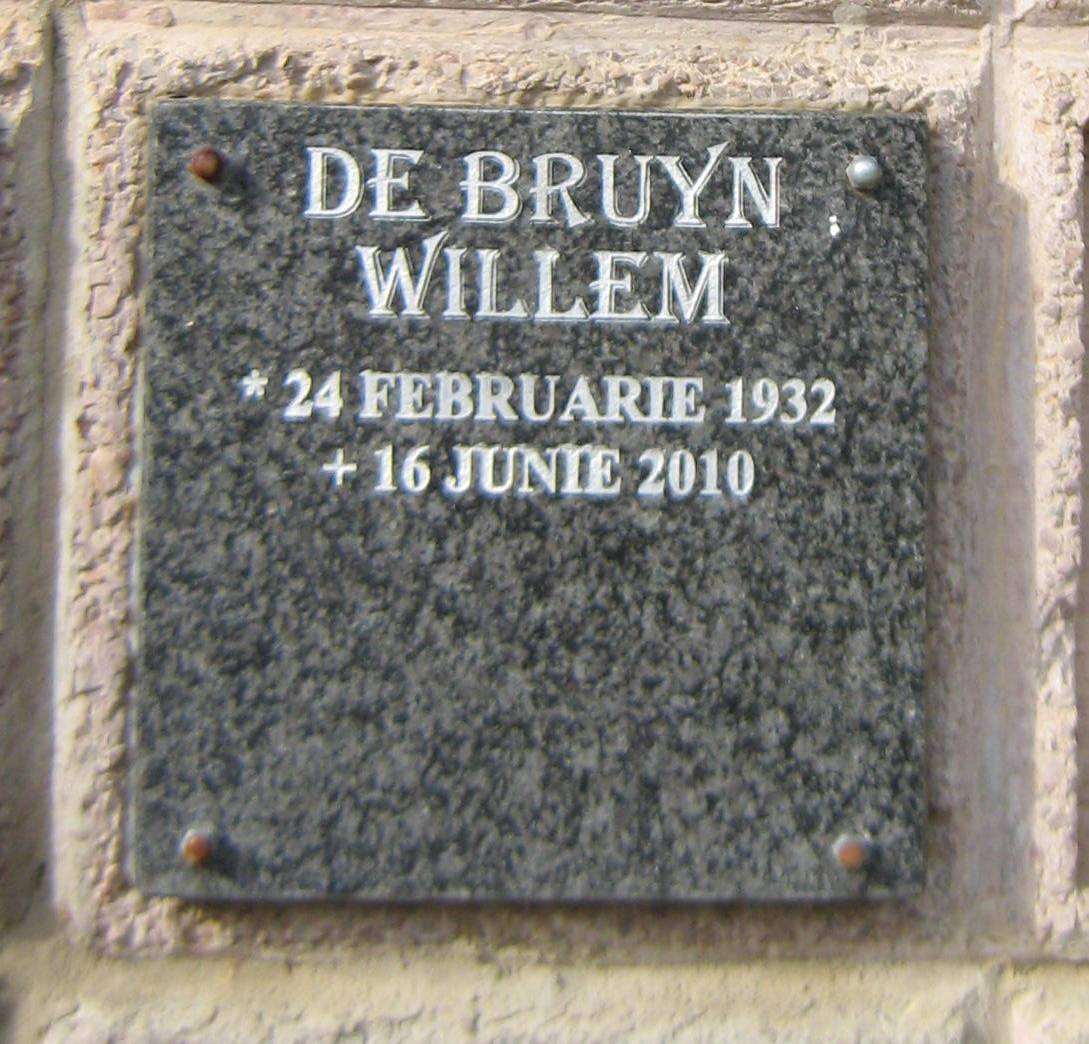 DE BRUYN
WILLEM
* 24 FEBRUARIE 1932
+ 16 JUNIE 2010